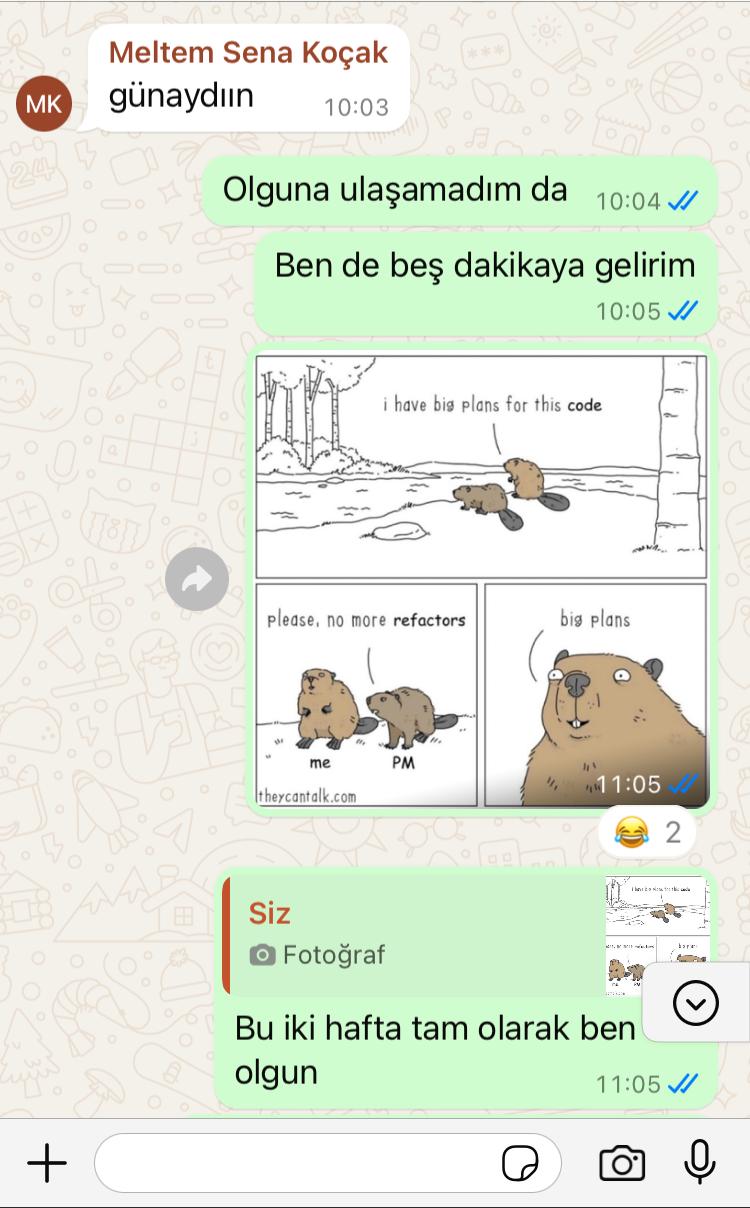 Meltem Sena Koçak
MK
günaydıın
10:03
Olguna ulaşamadım da
10:04
Ben de beş dakikaya gelirim
10:05
i have big plans for this code
please, no more refactors
big plans
me
PM
theycantalk.com
11:05
😂 2
Siz
Fotoğraf
Bu iki hafta tam olarak ben
olgun
11:05